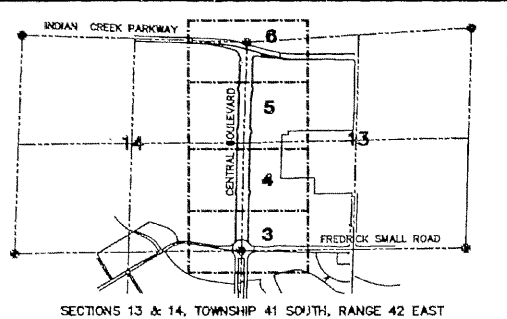 INDIAN CREEK PARKWAY
6
5
CENTRAL BOULEVARD
14
13
4
3
FREDRICK SMALL ROAD
SECTIONS 13 & 14, TOWNSHIP 41 SOUTH, RANGE 42 EAST